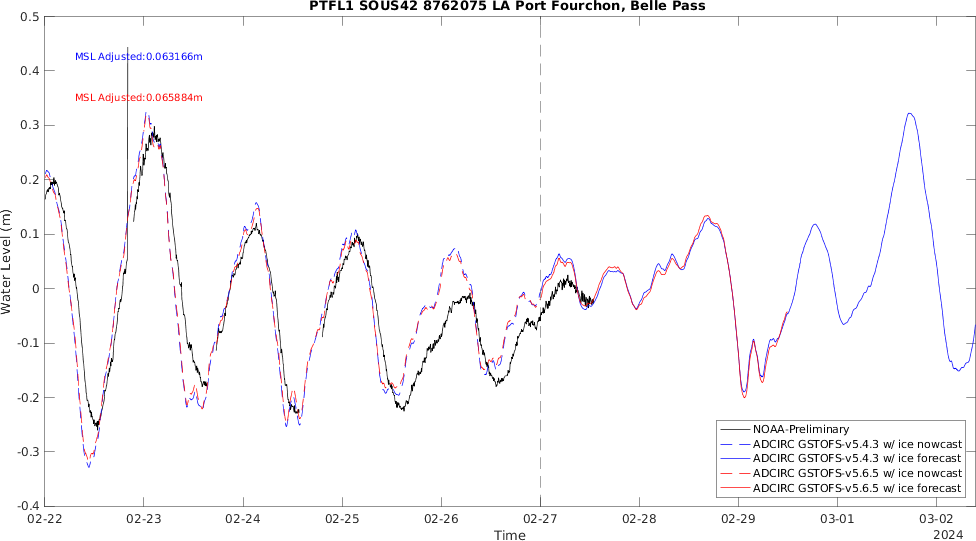 PTFL1 SOUS42 8762075 LA Port Fourchon, Belle Pass
0.5
0.4
0.3
0.2
0.1
0
-0.1
-0.2
-0.3
-0.4
Water Level (m)
MSL Adjusted:0.063166m
MSL Adjusted:0.065884m
NOAA-Preliminary
ADCIRC GSTOFS-v5.4.3 w/ ice nowcast
ADCIRC GSTOFS-v5.4.3 w/ ice forecast
ADCIRC GSTOFS-v5.6.5 w/ ice nowcast
ADCIRC GSTOFS-v5.6.5 w/ ice forecast
02-22 02-23 02-24 02-25 02-26 02-27 02-28 02-29 03-01 03-02
Time
2024